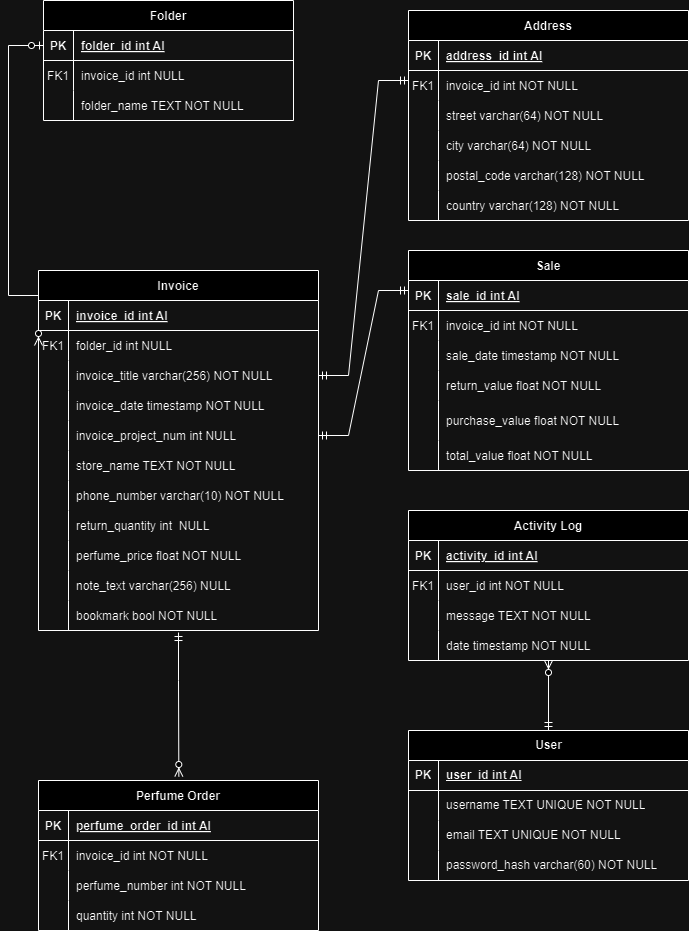 Folder
PK folder_id int AI
FK1 invoice_id int NULL
folder_name TEXT NOT NULL
Address
PK address_id int AI
FK1 invoice_id int NOT NULL
street varchar(64) NOT NULL
city varchar(64) NOT NULL
postal_code varchar(128) NOT NULL
country varchar(128) NOT NULL
Invoice
PK invoice_id int AI
FK1 folder_id int NULL
invoice_title varchar(256) NOT NULL
invoice_date timestamp NOT NULL
invoice_project_num int NULL
store_name TEXT NOT NULL
phone_number varchar(10) NOT NULL
return_quantity int NULL
perfume_price float NOT NULL
note_text varchar(256) NULL
bookmark bool NOT NULL
Sale
PK sale_id int AI
FK1 invoice_id int NOT NULL
sale_date timestamp NOT NULL
return_value float NOT NULL
purchase_value float NOT NULL
total_value float NOT NULL
Activity Log
PK activity_id int AI
FK1 user_id int NOT NULL
message TEXT NOT NULL
date timestamp NOT NULL
User
PK user_id int AI
username TEXT UNIQUE NOT NULL
email TEXT UNIQUE NOT NULL
password_hash varchar(60) NOT NULL
Perfume Order
PK perfume_order_id int AI
FK1 invoice_id int NOT NULL
perfume_number int NOT NULL
quantity int NOT NULL